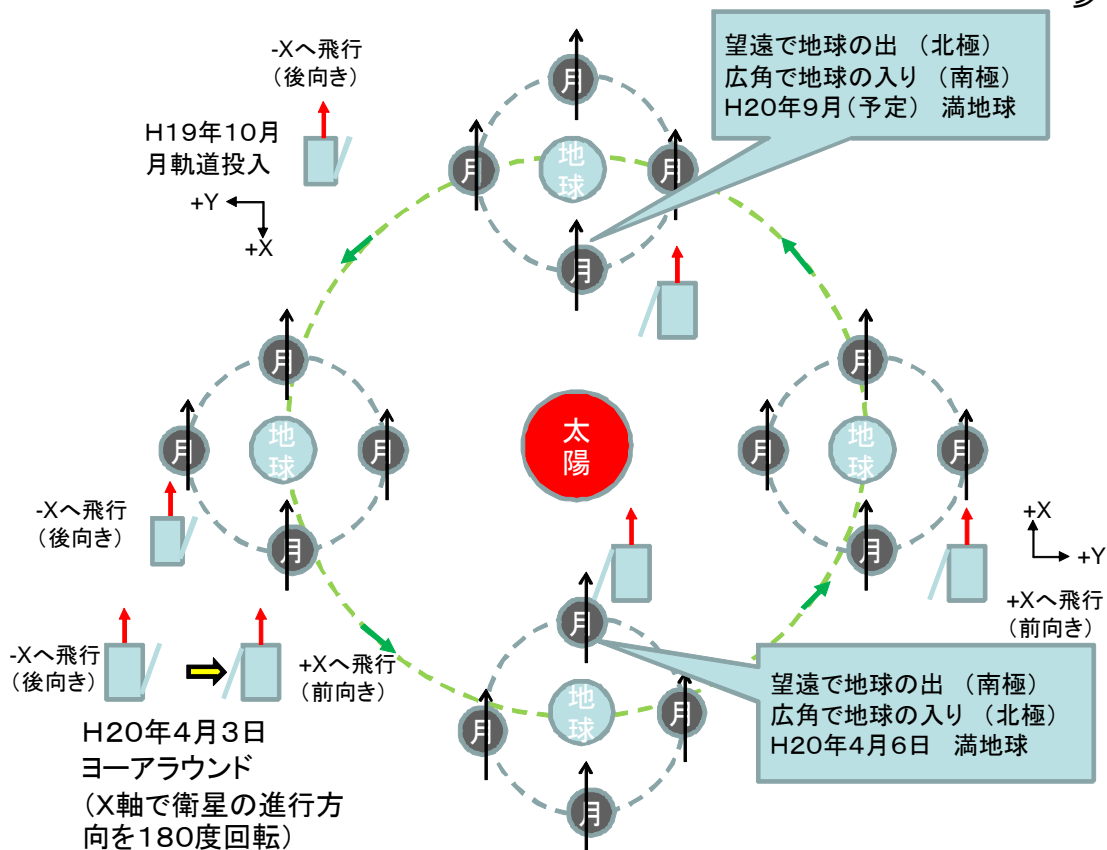 -Xへ飛行
(後向き)
H19年10月
月軌道投入
+Y
+X
望遠で地球の出 (北極)
広角で地球の入り (南極)
H20年9月(予定) 満地球
月
月
地
球
月
月
月
月
地
球
月
月
太
陽
月
月
地
球
月
月
-Xへ飛行
(後向き)
+X
+Y
+Xへ飛行
(前向き)
-Xへ飛行
(後向き)
+Xへ飛行
(前向き)
H20年4月3日
ヨーアラウンド
(X軸で衛星の進行方
向を180度回転)
月
月
地
球
月
月
望遠で地球の出 (南極)
広角で地球の入り (北極)
H20年4月6日 満地球